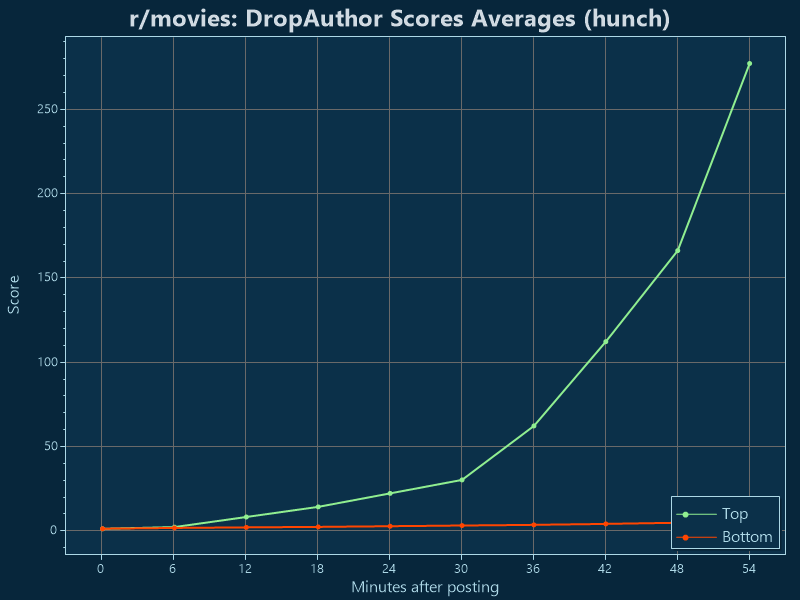 r/movies: DropAuthor Scores Averages (hunch)
250
200
150
100
50
0
Score
0 6 12 18 24 30 36 42 48 54
Minutes after posting
Top
Bottom